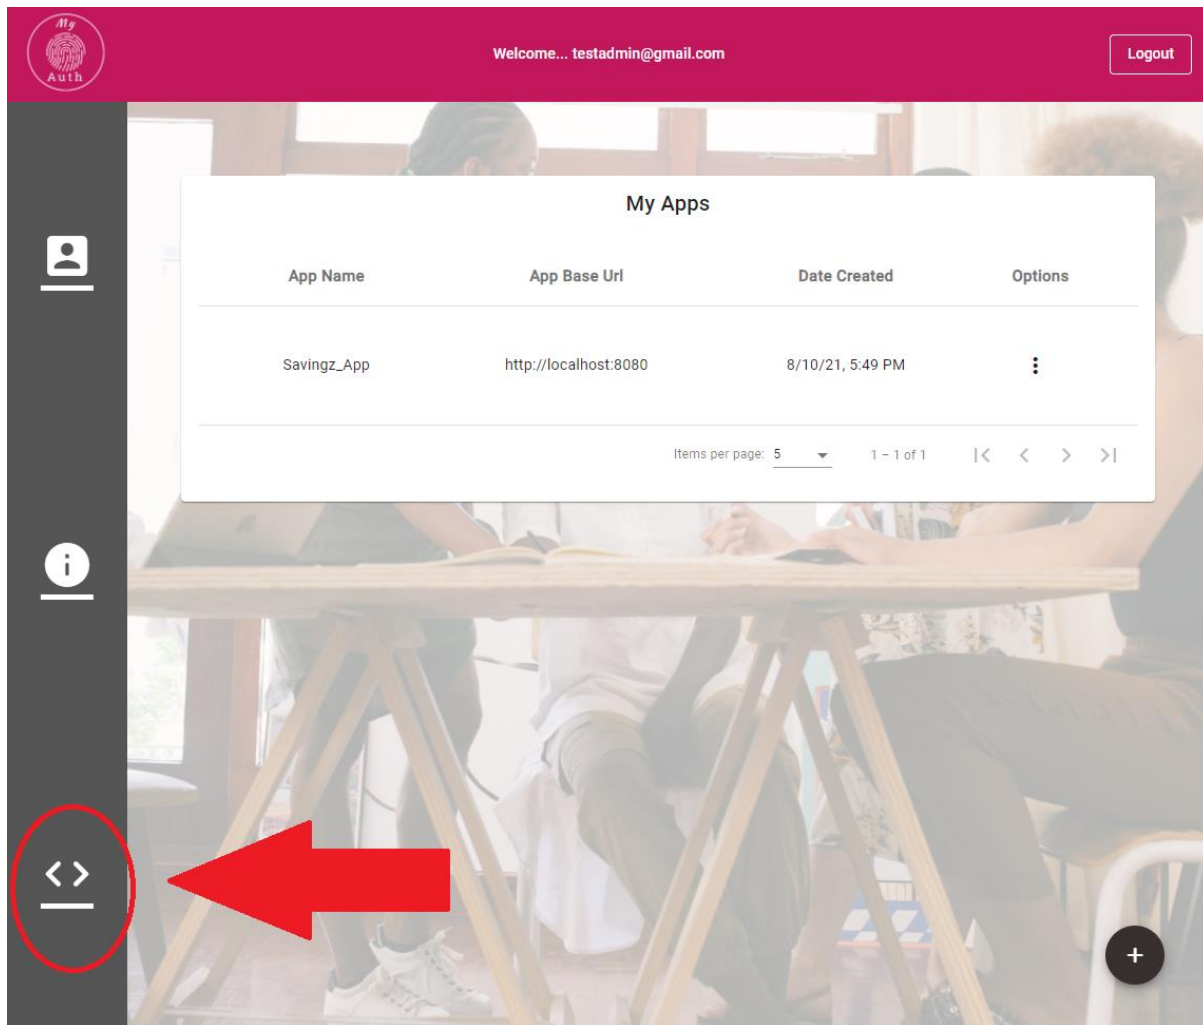 My
Auth
Welcome... testadmin@gmail.com
Logout
My Apps
App Name App Base Url Date Created Options
Savingz_App http://localhost:8080 8/10/21, 5:49 PM
Items per page: 5 1 – 1 of 1